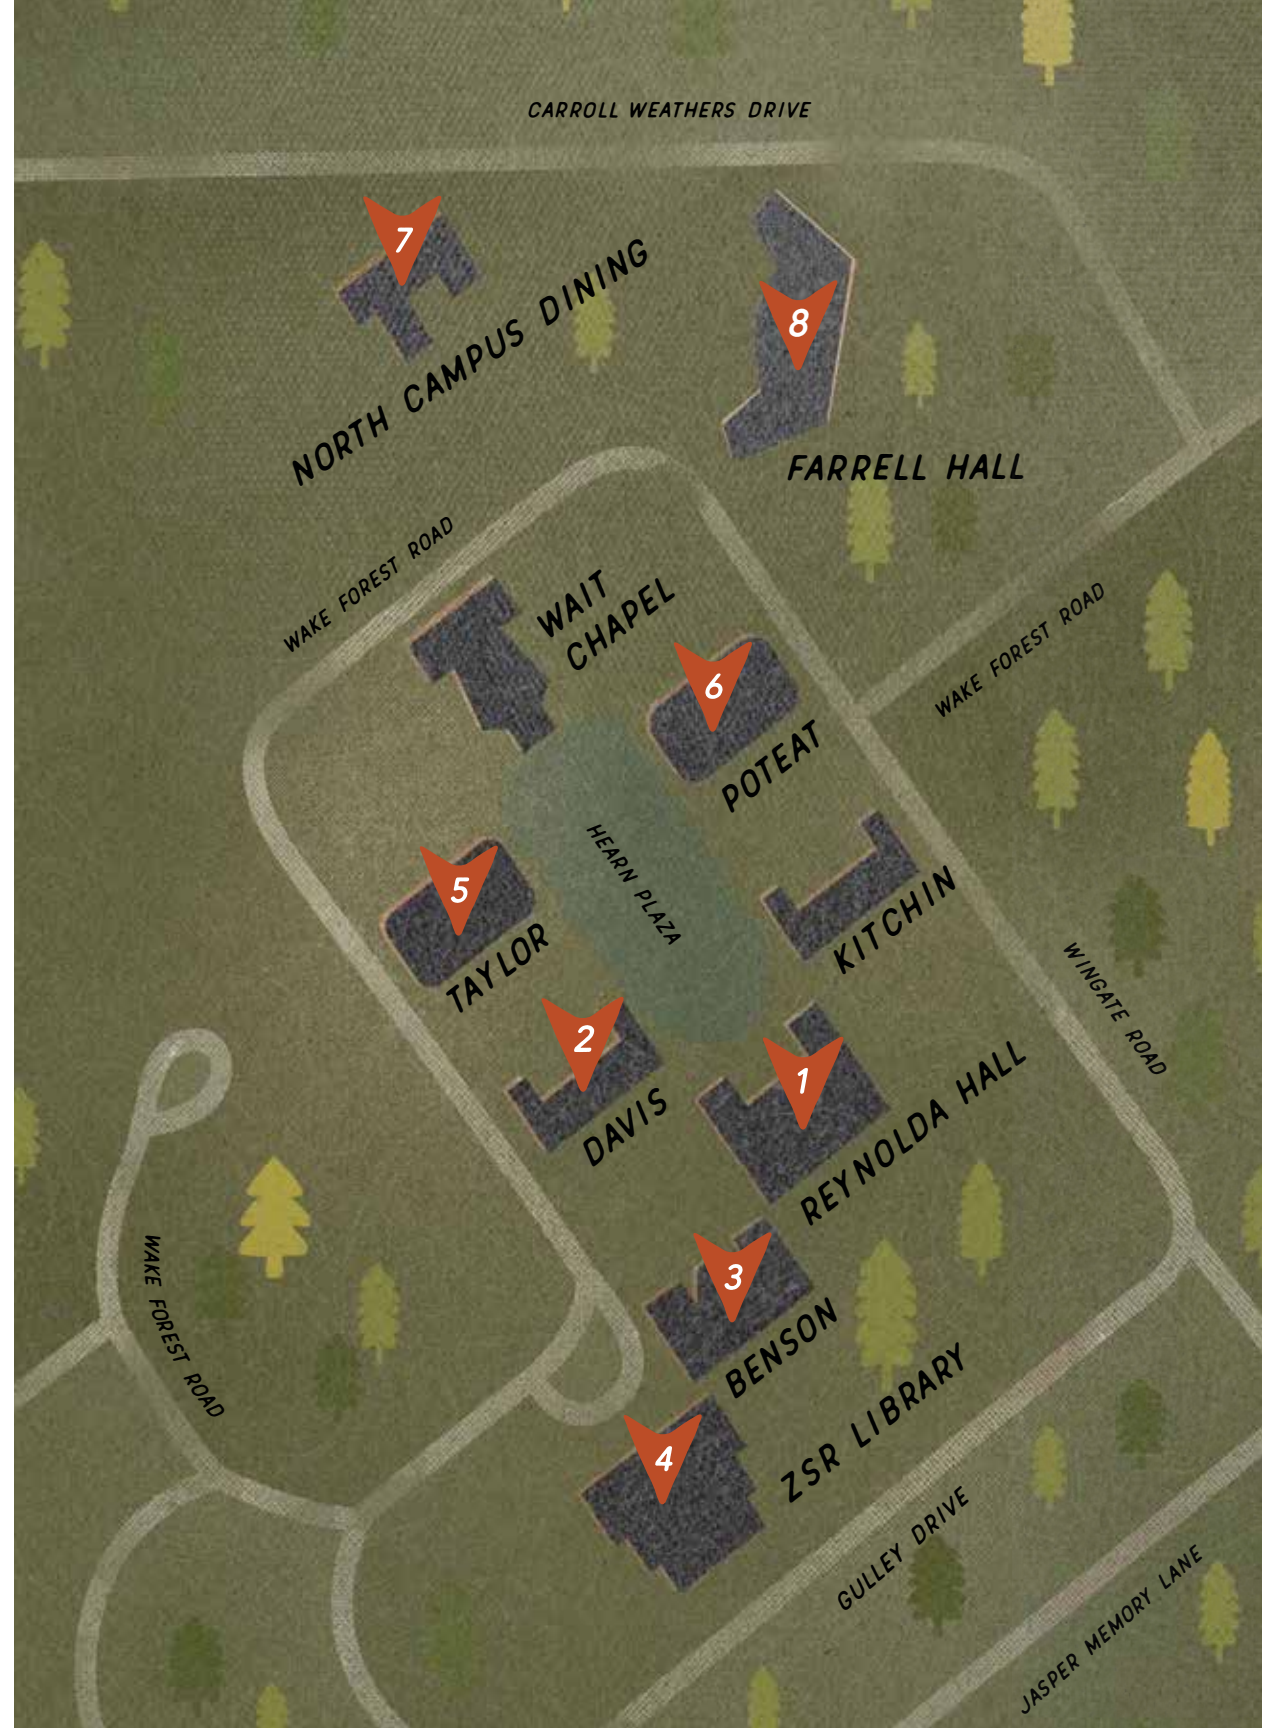 CARROLL WEATHERS DRIVE
7
NORTH CAMPUS DINING
8
FARRELL HALL
WAKE FOREST ROAD
WAIT
CHAPEL
6
POTEAT
WAKE FOREST ROAD
HEARN PLAZA
5
TAYLOR
KITCHIN
WINGATE ROAD
2
DAVIS
1
REYNOLDA HALL
WAKE FOREST ROAD
3
BENSON
4
ZSR LIBRARY
GULLEY DRIVE
JASPER MEMORY LANE